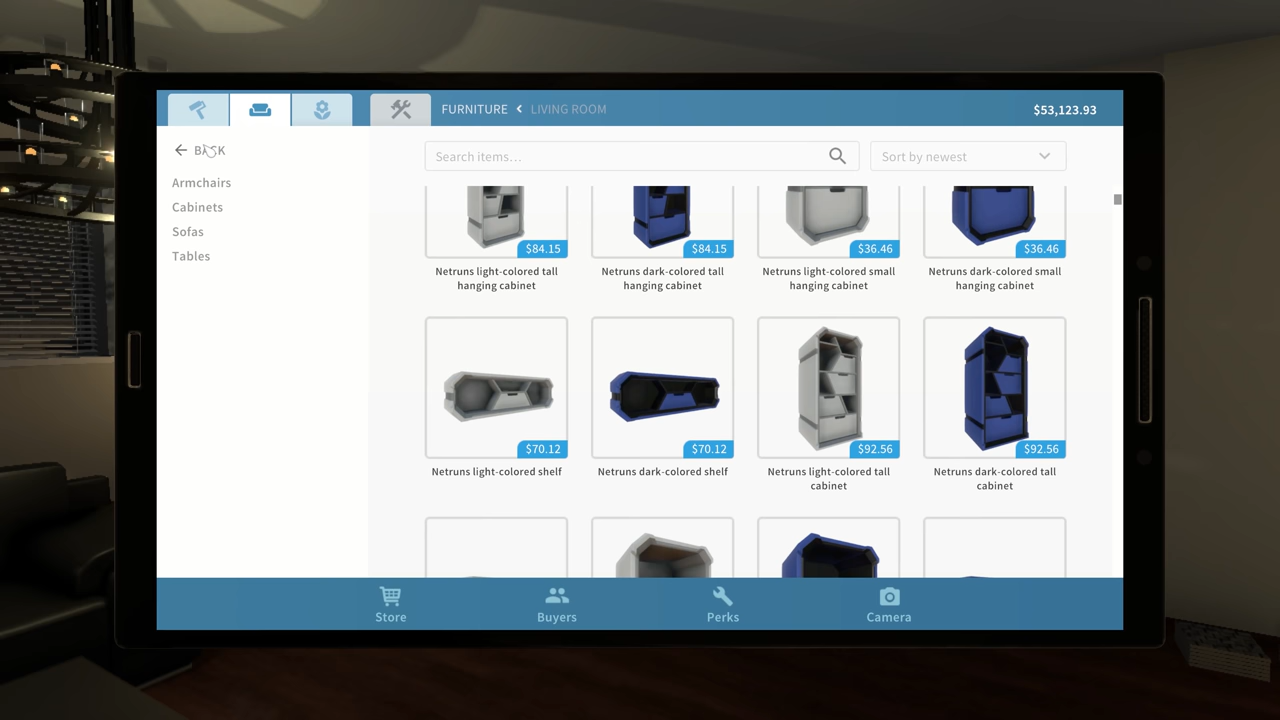 FURNITURE < LIVING ROOM
$53,123.93
BACK
Armchairs
Cabinets
Sofas
Tables
Search items...
Sort by newest
$84.15
$84.15
$36.46
$36.46
Netruns light-colored tall
hanging cabinet
Netruns dark-colored tall
hanging cabinet
Netruns light-colored small
hanging cabinet
Netruns dark-colored small
hanging cabinet
$70.12
$70.12
$92.56
$92.56
Netruns light-colored shelf
Netruns dark-colored shelf
Netruns light-colored tall
cabinet
Netruns dark-colored tall
cabinet
Store
Buyers
Perks
Camera